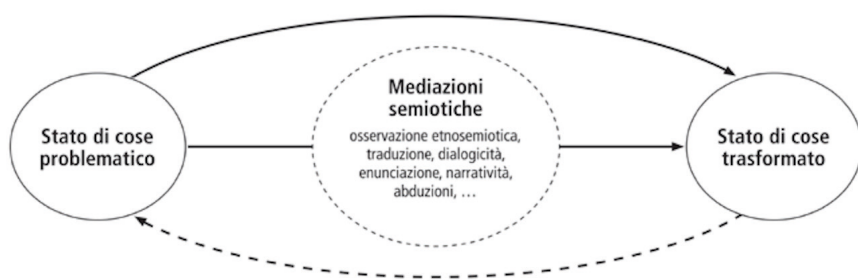 Mediazioni
semiotiche
Stato di cose
problematico
osservazione etnosemiotica,
traduzione, dialogicità,
enunciazione, narratività,
abduzioni, …
Stato di cose
trasformato